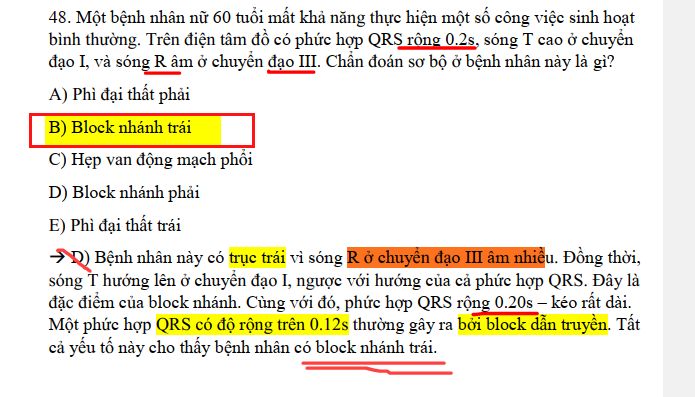 48. Một bệnh nhân nữ 60 tuổi mất khả năng thực hiện một số công việc sinh hoạt
bình thường. Trên điện tâm đồ có phức hợp QRS rộng 0.2s, sóng T cao ở chuyển
đạo I, và sóng R âm ở chuyển đạo III. Chẩn đoán sơ bộ ở bệnh nhân này là gì?
A) Phì đại thất phải
B) Block nhánh trái
C) Hẹp van động mạch phổi
D) Block nhánh phải
E) Phì đại thất trái
→ D) Bệnh nhân này có trục trái vì sóng R ở chuyển đạo III âm nhiều. Đồng thời,
sóng T hướng lên ở chuyển đạo I, ngược với hướng của cả phức hợp QRS. Đây là
đặc điểm của block nhánh. Cùng với đó, phức hợp QRS rộng 0.20s – kéo rất dài.
Một phức hợp QRS có độ rộng trên 0.12s thường gây ra bởi block dẫn truyền. Tất
cả yếu tố này cho thấy bệnh nhân có block nhánh trái.